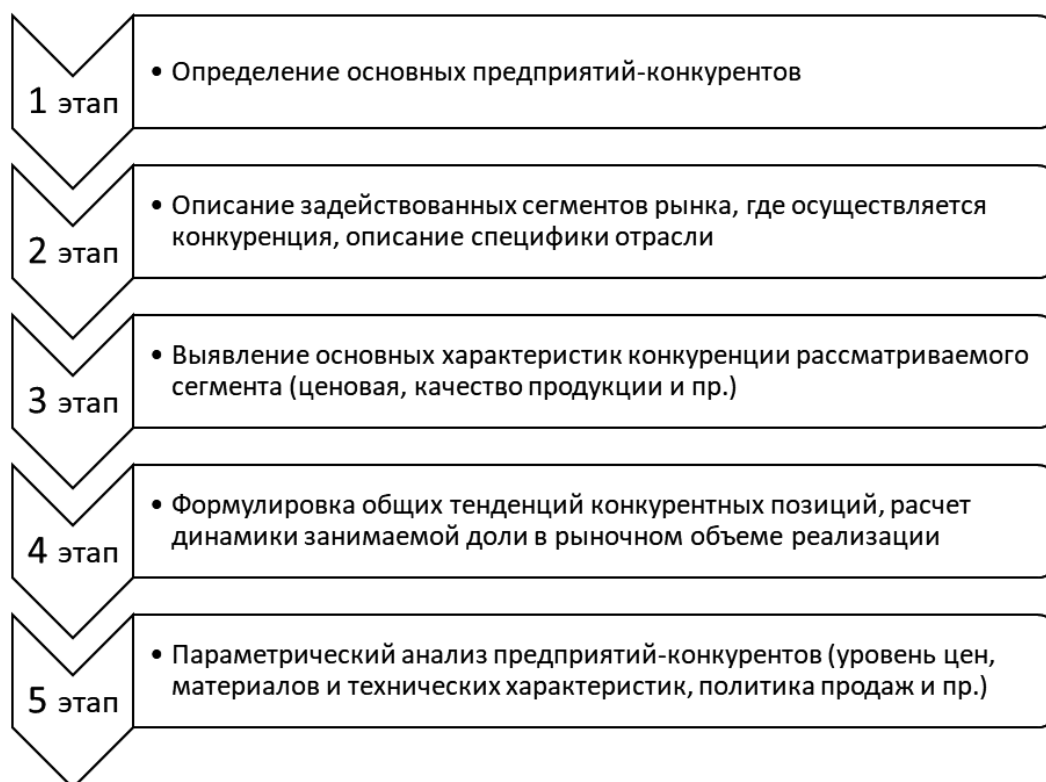 1 этап
• Определение основных предприятий-конкурентов
2 этап
• Описание задействованных сегментов рынка, где осуществляется
конкуренция, описание специфики отрасли
3 этап
• Выявление основных характеристик конкуренции рассматриваемого
сегмента (ценовая, качество продукции и пр.)
4 этап
• Формулировка общих тенденций конкурентных позиций, расчет
динамики занимаемой доли в рыночном объеме реализации
5 этап
• Параметрический анализ предприятий-конкурентов (уровень цен,
материалов и технических характеристик, политика продаж и пр.)